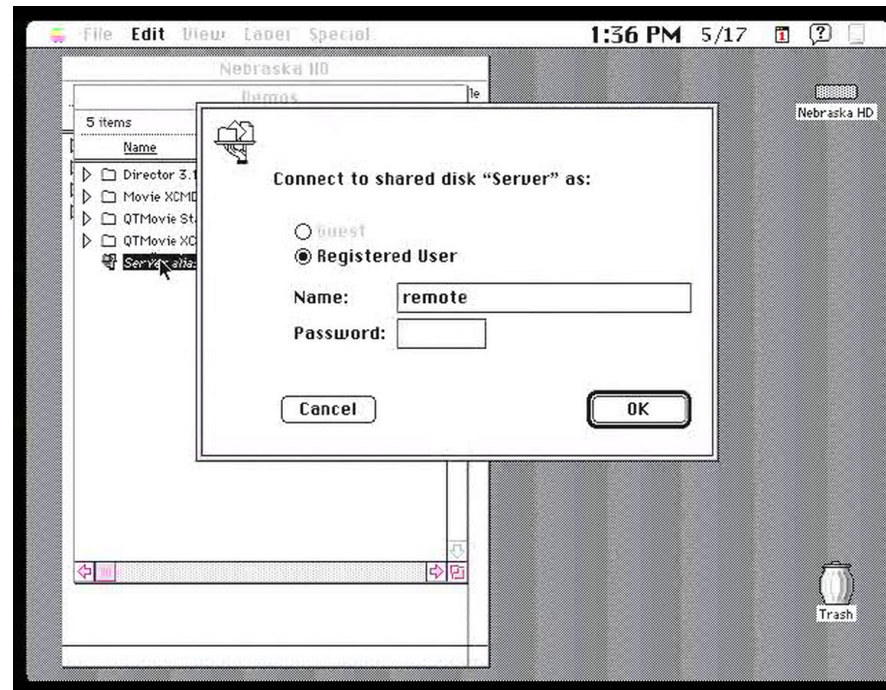 File Edit View Label Special 1:36 PM 5/17
Nebraska HD
Demos
5 items
Name
Director 3.1
Movie XCMD
QTMovie St
QTMovie XC
Server alias
Connect to shared disk “Server” as:
Guest
Registered User
Name: remote
Password:
Cancel OK
Nebraska HD
Trash